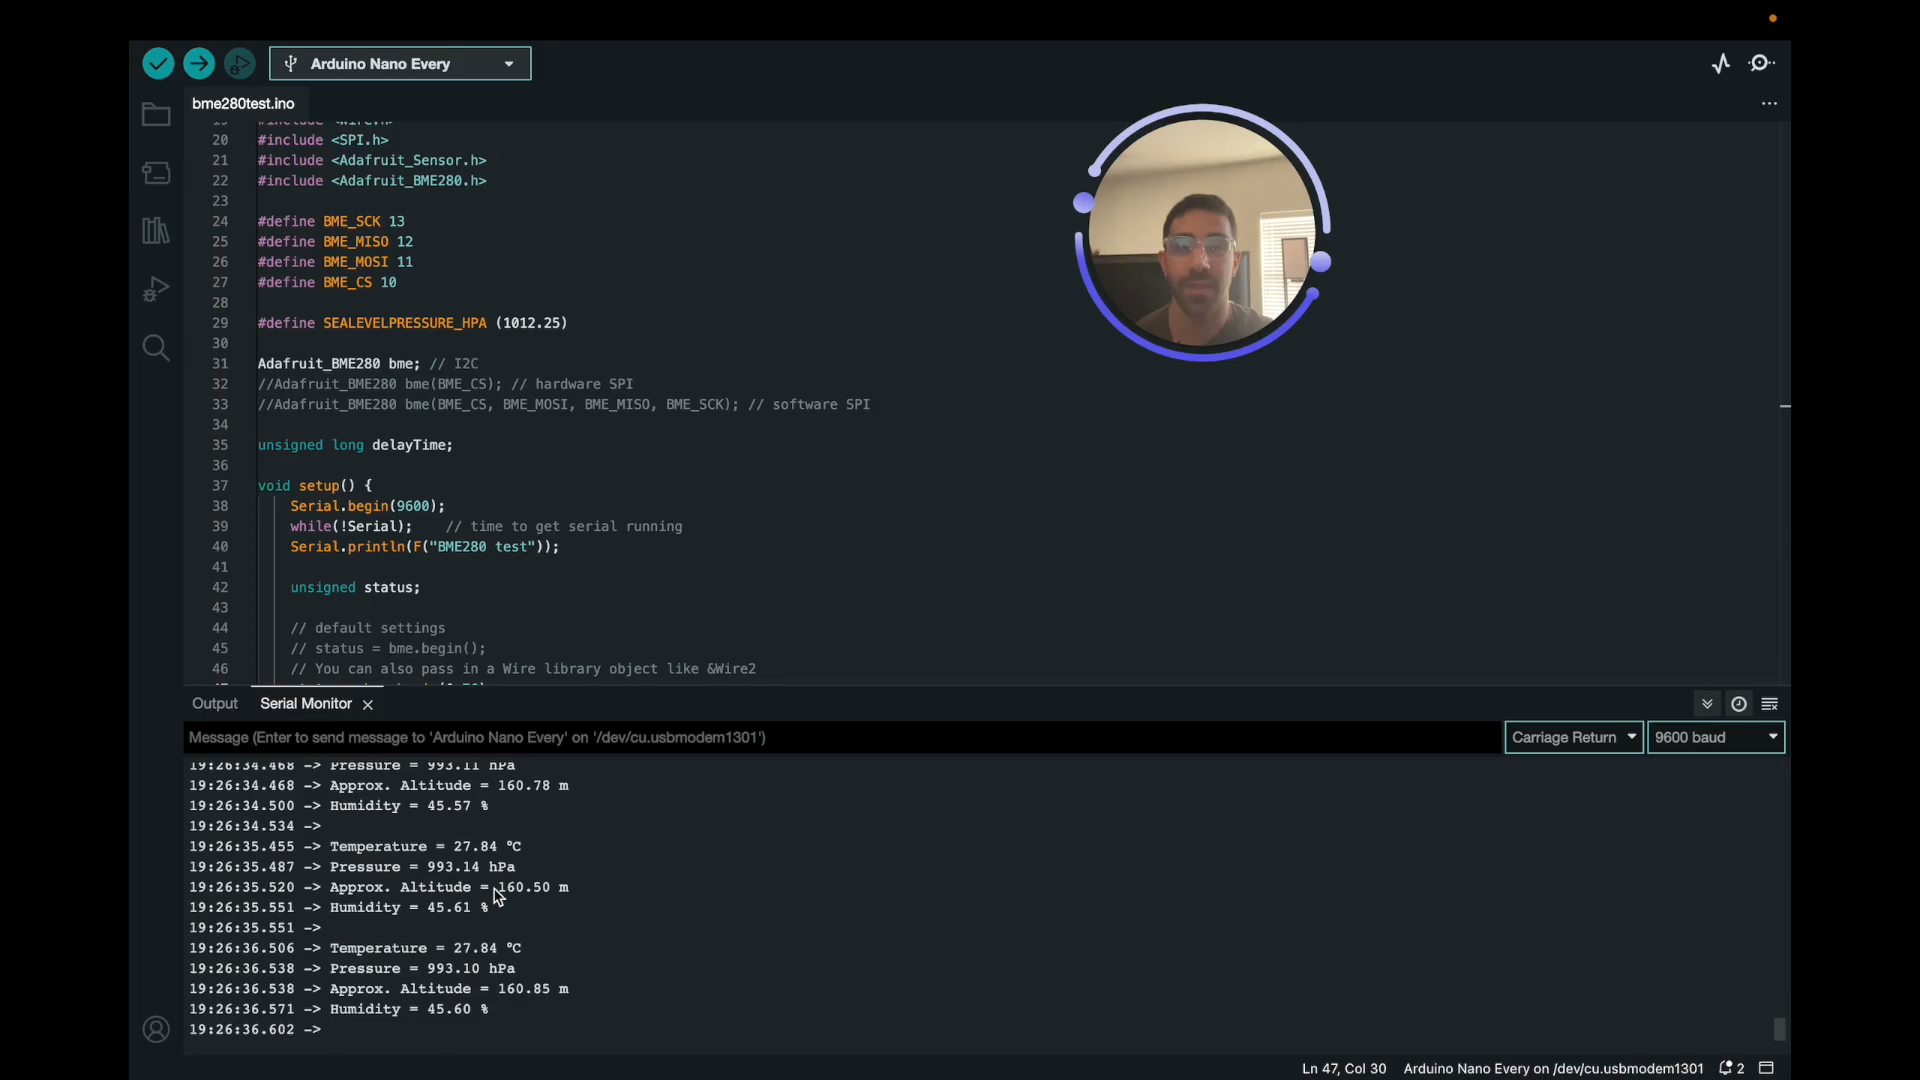 Arduino Nano Every
bme280test.ino
19 #include <Wire.h>
20 #include <SPI.h>
21 #include <Adafruit_Sensor.h>
22 #include <Adafruit_BME280.h>
23
24 #define BME_SCK 13
25 #define BME_MISO 12
26 #define BME_MOSI 11
27 #define BME_CS 10
28
29 #define SEALEVELPRESSURE_HPA (1012.25)
30
31 Adafruit_BME280 bme; // I2C
32 //Adafruit_BME280 bme(BME_CS); // hardware SPI
33 //Adafruit_BME280 bme(BME_CS, BME_MOSI, BME_MISO, BME_SCK); // software SPI
34
35 unsigned long delayTime;
36
37 void setup() {
38 Serial.begin(9600);
39 while(!Serial); // time to get serial running
40 Serial.println(F("BME280 test"));
41
42 unsigned status;
43
44 // default settings
45 // status = bme.begin();
46 // You can also pass in a Wire library object like &Wire2
Output Serial Monitor
Message (Enter to send message to 'Arduino Nano Every' on '/dev/cu.usbmodem1301') Carriage Return 9600 baud
19:26:34.468 -> Pressure = 993.11 hPa
19:26:34.468 -> Approx. Altitude = 160.78 m
19:26:34.500 -> Humidity = 45.57 %
19:26:34.534 ->
19:26:35.455 -> Temperature = 27.84 °C
19:26:35.487 -> Pressure = 993.14 hPa
19:26:35.520 -> Approx. Altitude = 160.50 m
19:26:35.551 -> Humidity = 45.61 %
19:26:35.551 ->
19:26:36.506 -> Temperature = 27.84 °C
19:26:36.538 -> Pressure = 993.10 hPa
19:26:36.538 -> Approx. Altitude = 160.85 m
19:26:36.571 -> Humidity = 45.60 %
19:26:36.602 ->
Ln 47, Col 30 Arduino Nano Every on /dev/cu.usbmodem1301 2